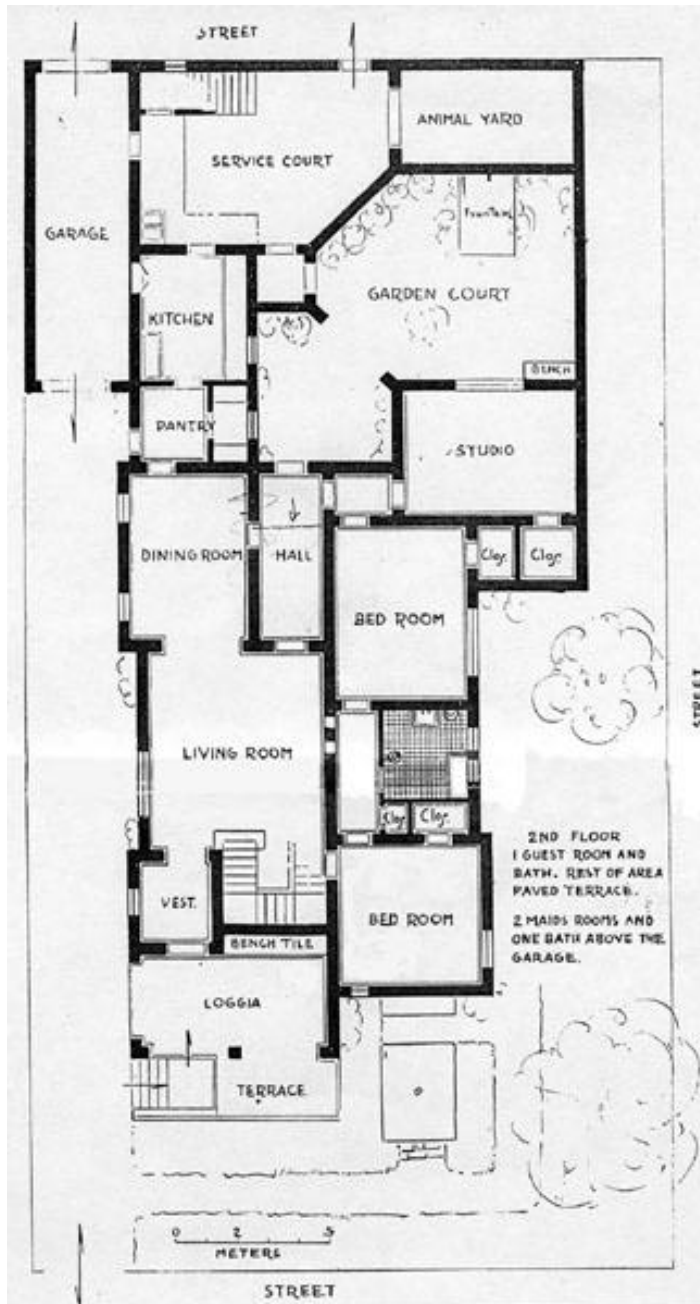 STREET
ANIMAL YARD
SERVICE COURT
Fountain
GARAGE
GARDEN COURT
KITCHEN
BENCH
PANTRY
STUDIO
DINING ROOM
HALL
Clos.
Clos.
BED ROOM
STREET
LIVING ROOM
Clos.
Clos.
2ND FLOOR
1 GUEST ROOM AND
BATH. REST OF AREA
PAVED TERRACE.
2 MAIDS ROOMS AND
ONE BATH ABOVE THE
GARAGE.
VEST.
BED ROOM
BENCH TILE
LOGGIA
TERRACE
0 2 5
METERS
STREET